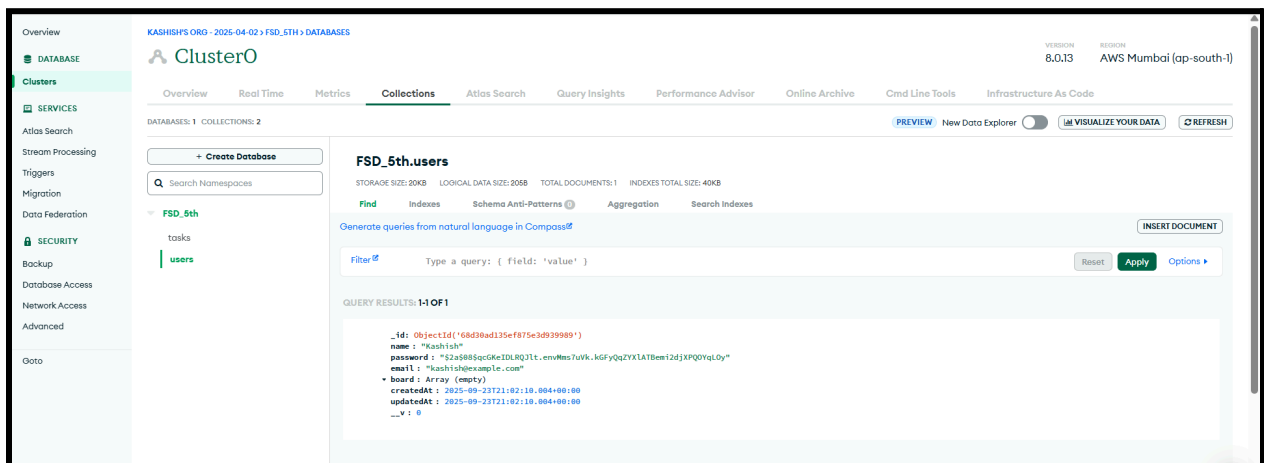 Overview
DATABASE
Clusters
SERVICES
Atlas Search
Stream Processing
Triggers
Migration
Data Federation
SECURITY
Backup
Database Access
Network Access
Advanced
Goto
KASHISH'S ORG - 2025-04-02 > FSD_5TH > DATABASES
Cluster0
VERSION
8.0.13
REGION
AWS Mumbai (ap-south-1)
Overview Real Time Metrics Collections Atlas Search Query Insights Performance Advisor Online Archive Cmd Line Tools Infrastructure As Code
DATABASES: 1 COLLECTIONS: 2
PREVIEW New Data Explorer VISUALIZE YOUR DATA REFRESH
+ Create Database
Search Namespaces
FSD_5th
tasks
users
FSD_5th.users
STORAGE SIZE: 20KB LOGICAL DATA SIZE: 205B TOTAL DOCUMENTS: 1 INDEXES TOTAL SIZE: 40KB
Find Indexes Schema Anti-Patterns 0 Aggregation Search Indexes
Generate queries from natural language in Compass
INSERT DOCUMENT
Filter Type a query: { field: 'value' } Reset Apply Options
QUERY RESULTS: 1-1 OF 1
_id: ObjectId('68d30ad135ef875e3d939989')
name : "Kashish"
password : "$2a$08$qcGKeIDLRQJlt.envMms7uVk.kGFyQqZYXlATBemi2djXPQOYqLOy"
email : "kashish@example.com"
board : Array (empty)
createdAt : 2025-09-23T21:02:10.004+00:00
updatedAt : 2025-09-23T21:02:10.004+00:00
__v : 0